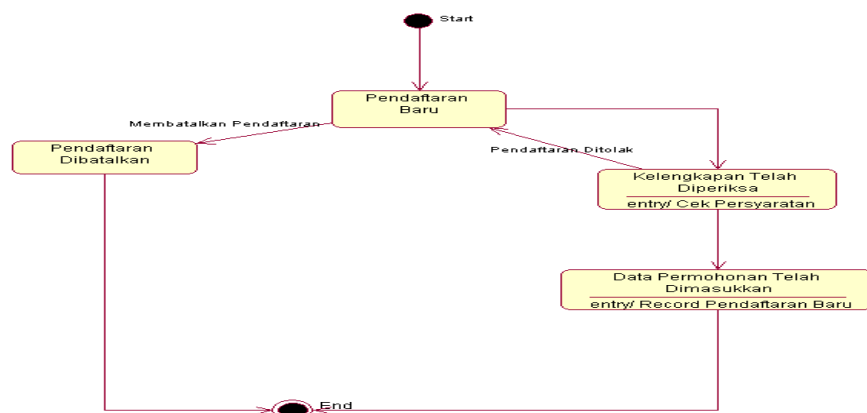 Start
Pendaftaran
Baru
Membatalkan Pendaftaran
Pendaftaran
Dibatalkan
Pendaftaran Ditolak
Kelengkapan Telah
Diperiksa
entry/ Cek Persyaratan
Data Permohonan Telah
Dimasukkan
entry/ Record Pendaftaran Baru
End